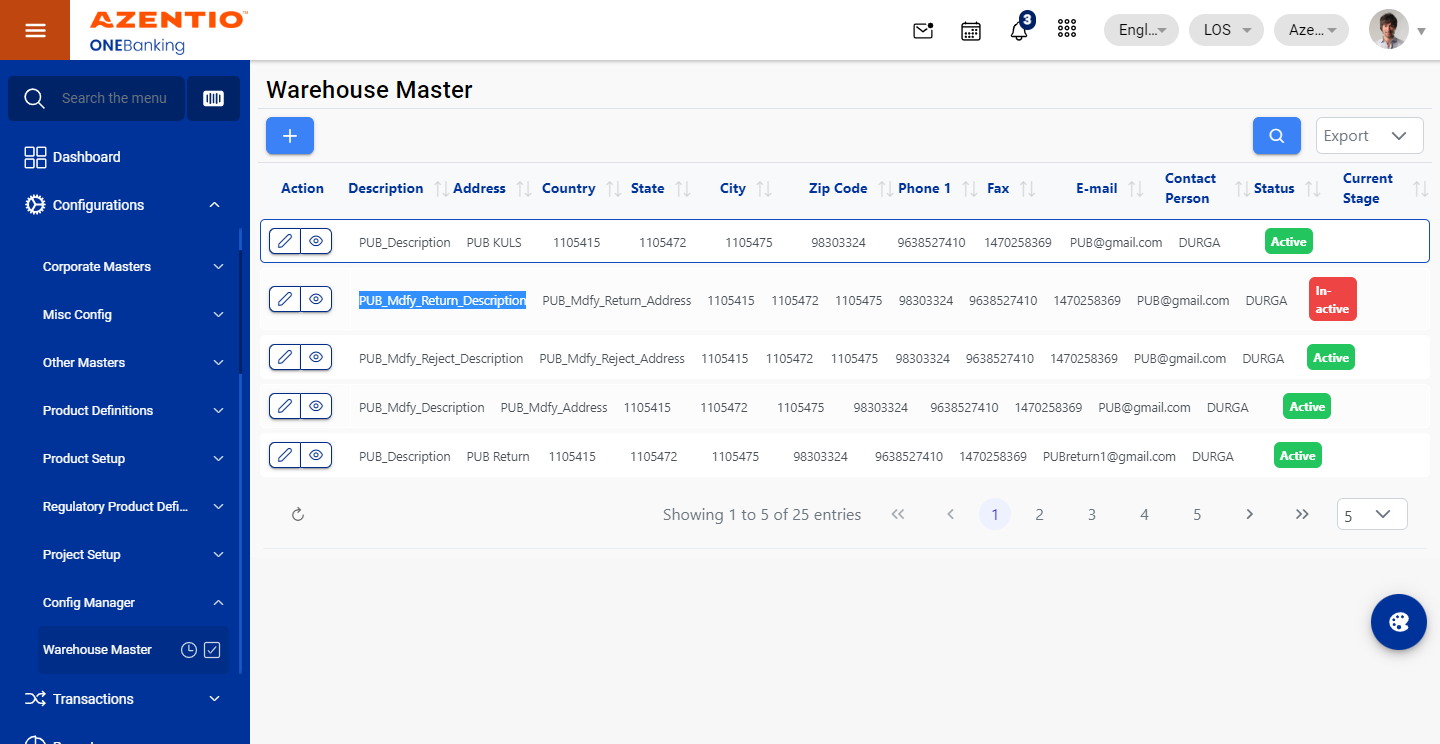 AZENTIO™
ONEBanking
3
Engl...
LOS
Aze...
Search the menu
Dashboard
Configurations
Corporate Masters
Misc Config
Other Masters
Product Definitions
Product Setup
Regulatory Product Defi...
Project Setup
Config Manager
Warehouse Master
Transactions
Warehouse Master
Export
Action Description Address Country State City Zip Code Phone 1 Fax E-mail Contact Person Status Current Stage
PUB_Description PUB KULS 1105415 1105472 1105475 98303324 9638527410 1470258369 PUB@gmail.com DURGA Active
PUB_Mdfy_Return_Description PUB_Mdfy_Return_Address 1105415 1105472 1105475 98303324 9638527410 1470258369 PUB@gmail.com DURGA In-active
PUB_Mdfy_Reject_Description PUB_Mdfy_Reject_Address 1105415 1105472 1105475 98303324 9638527410 1470258369 PUB@gmail.com DURGA Active
PUB_Mdfy_Description PUB_Mdfy_Address 1105415 1105472 1105475 98303324 9638527410 1470258369 PUB@gmail.com DURGA Active
PUB_Description PUB Return 1105415 1105472 1105475 98303324 9638527410 1470258369 PUBreturn1@gmail.com DURGA Active
Showing 1 to 5 of 25 entries 1 2 3 4 5 5